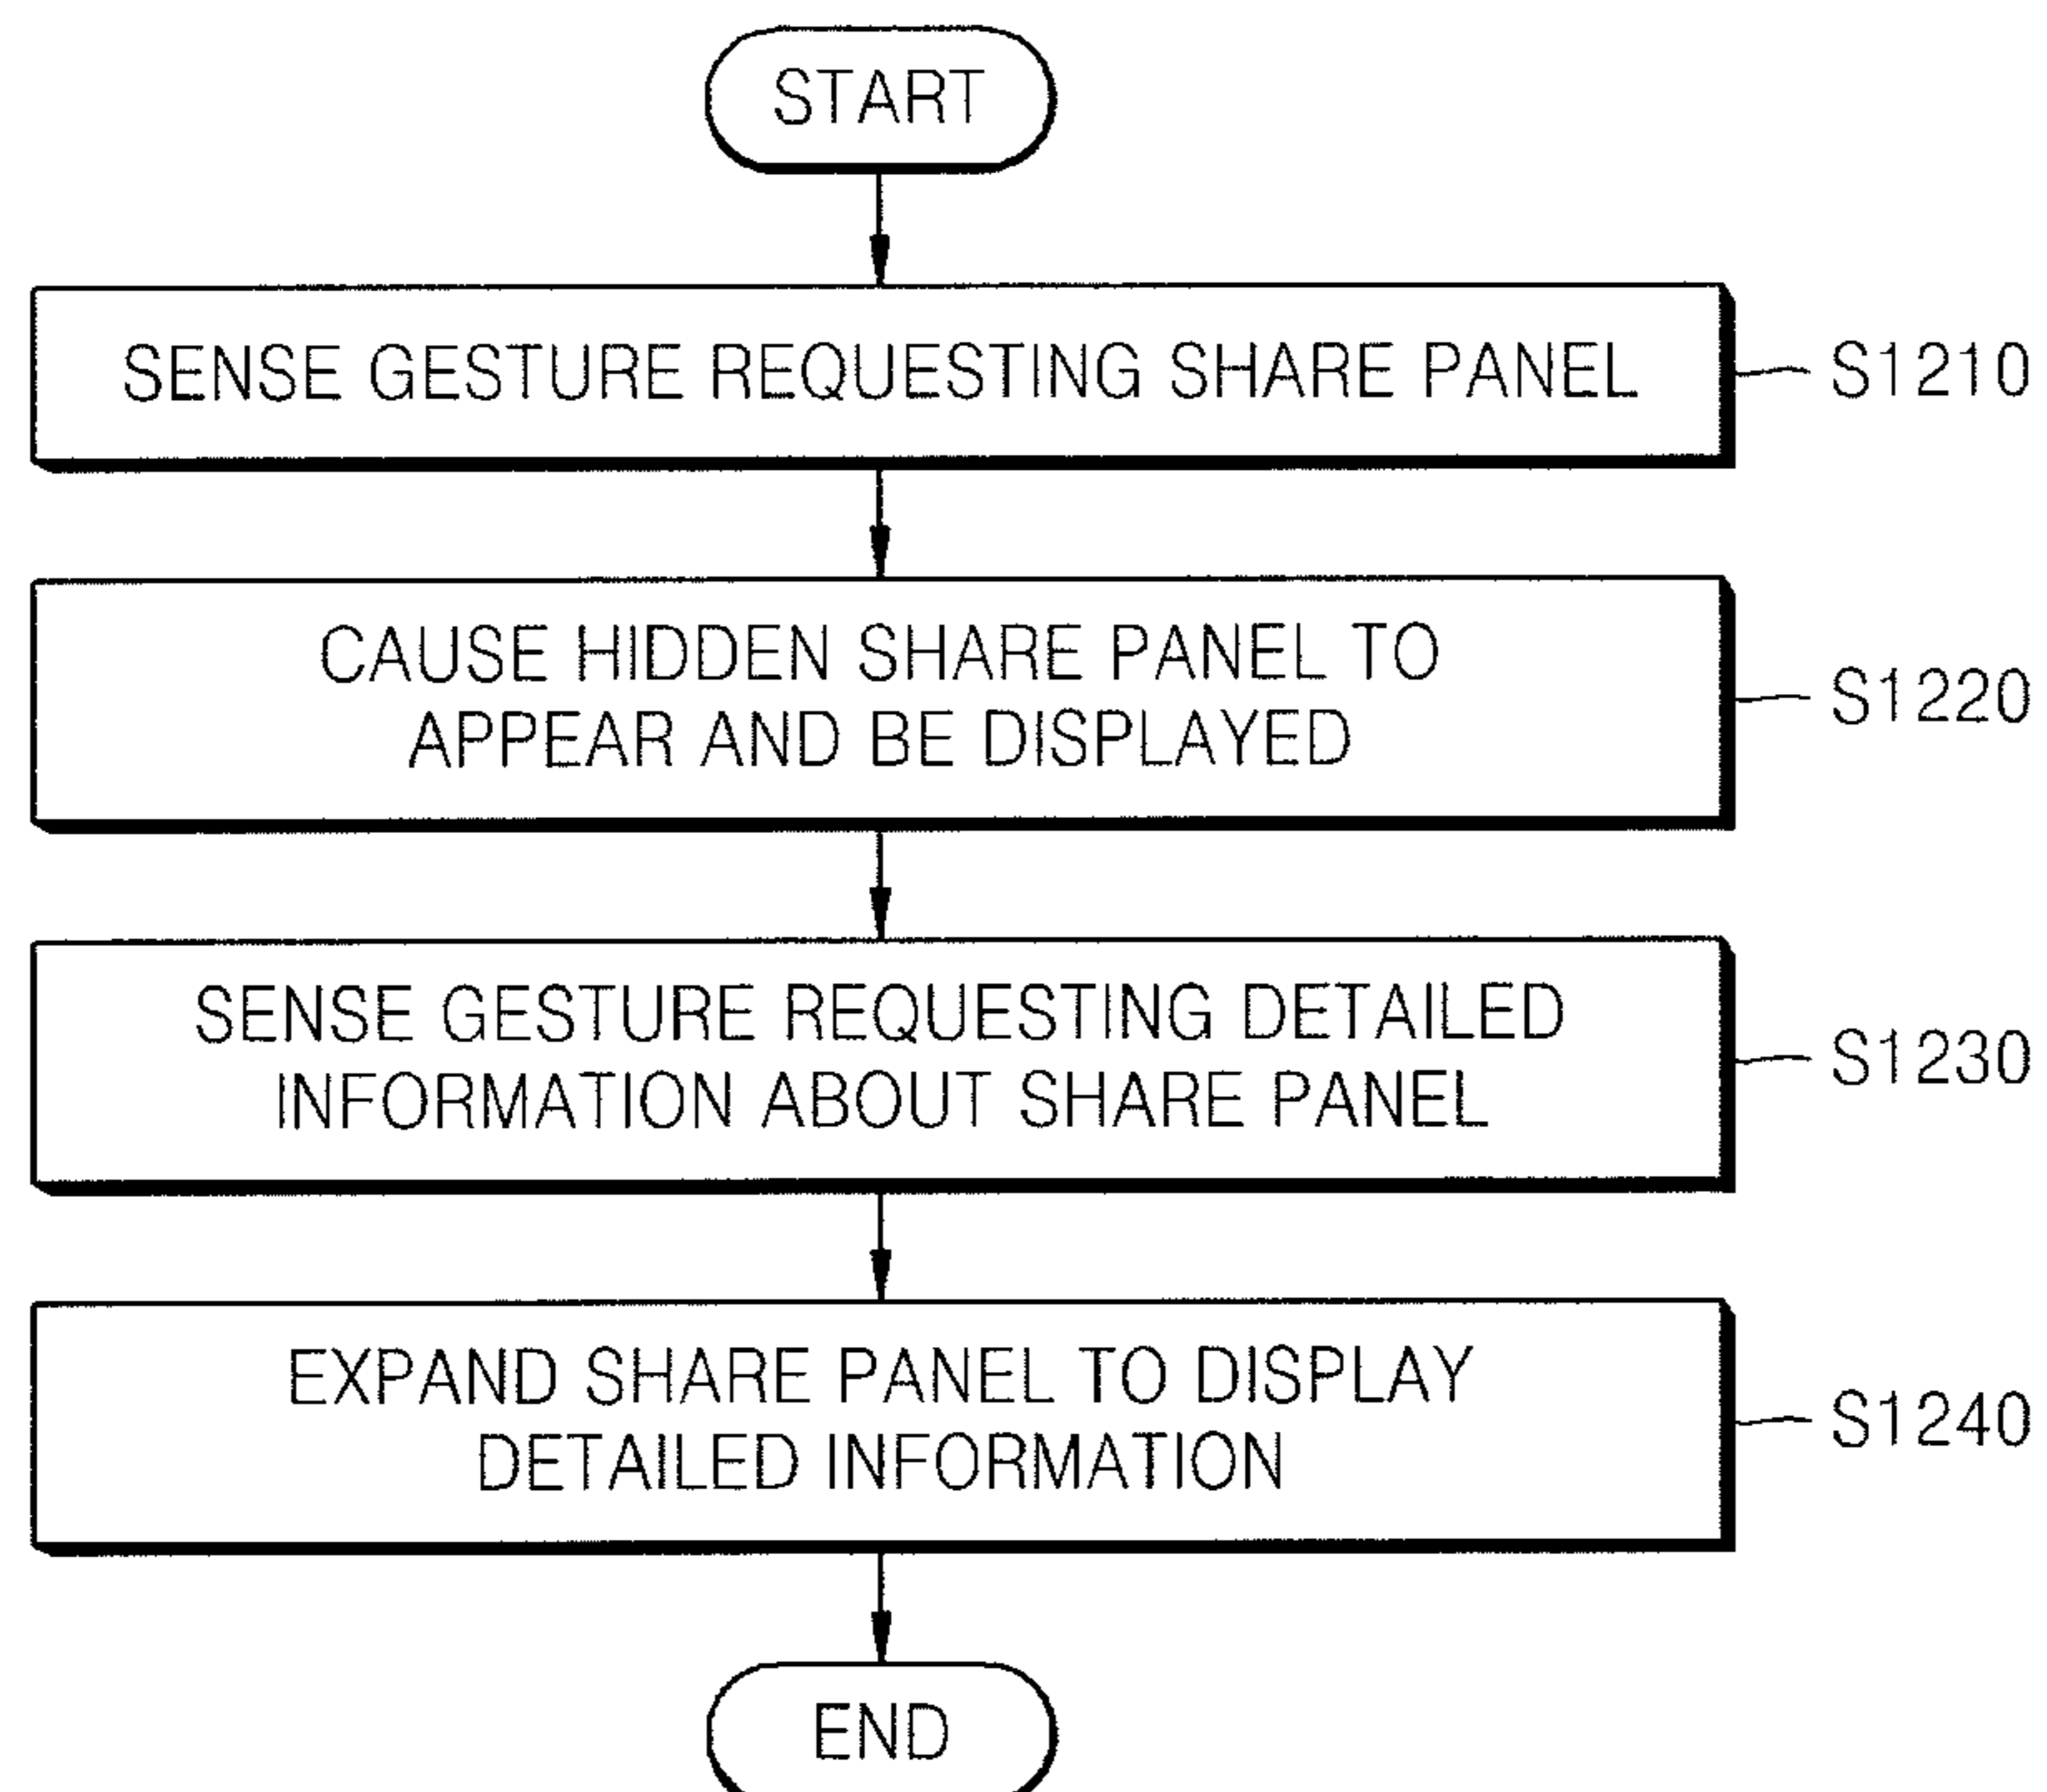 START
SENSE GESTURE REQUESTING SHARE PANEL
S1210
CAUSE HIDDEN SHARE PANEL TO
APPEAR AND BE DISPLAYED
S1220
SENSE GESTURE REQUESTING DETAILED
INFORMATION ABOUT SHARE PANEL
S1230
EXPAND SHARE PANEL TO DISPLAY
DETAILED INFORMATION
S1240
END